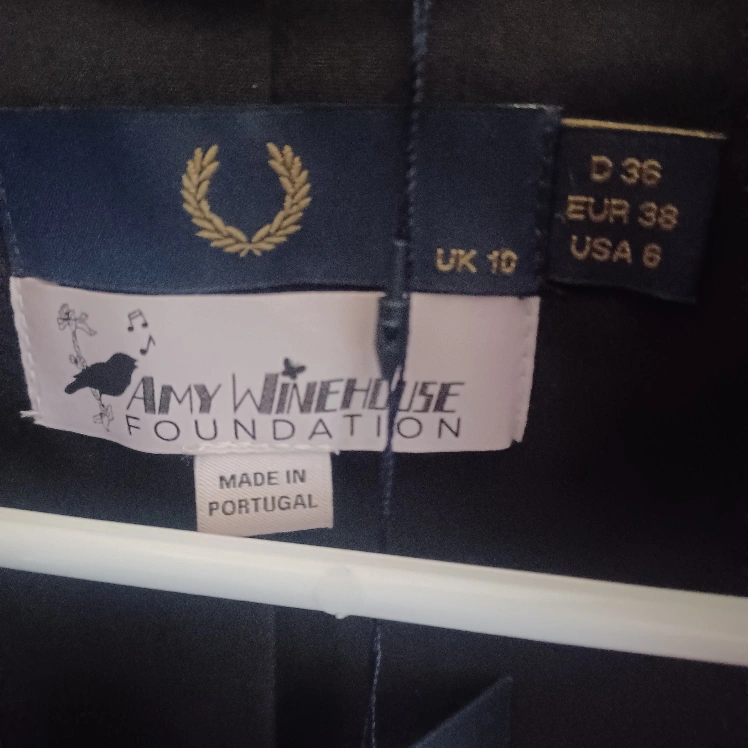 UK 10
D 36
EUR 38
USA 6
AMY WINEHOUSE
FOUNDATION
MADE IN
PORTUGAL